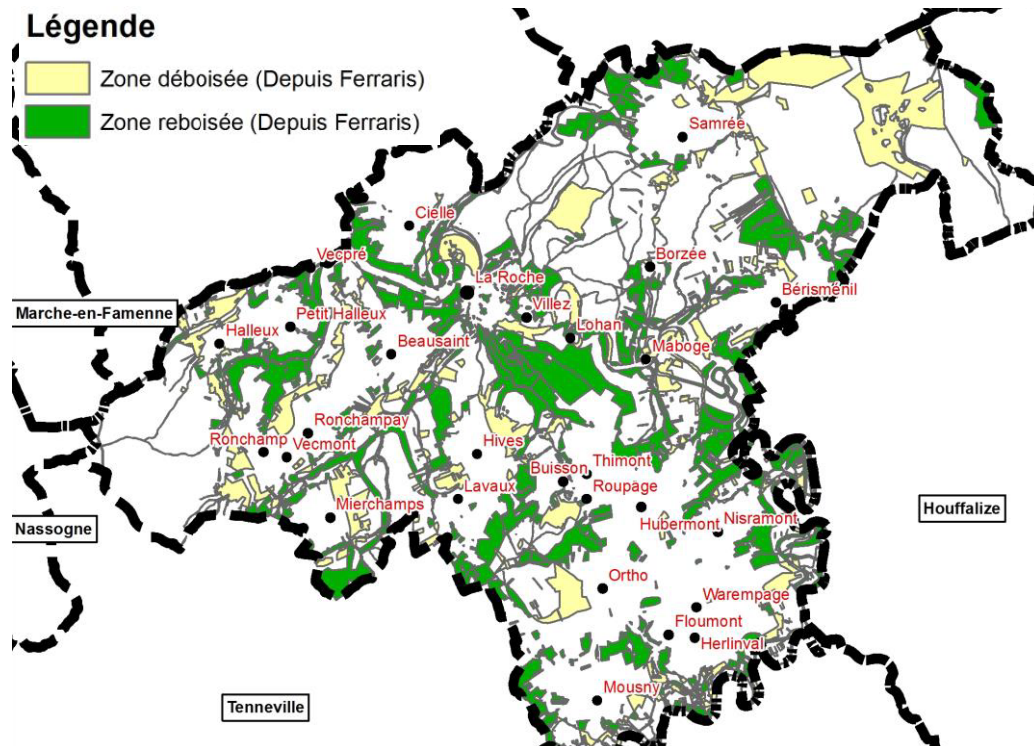 Légende
Zone déboisée (Depuis Ferraris)
Zone reboisée (Depuis Ferraris)
Samrée
Cielle
Vecpré
Borzée
La Roche
Bérisménil
Marche-en-Famenne
Villez
Petit Halleux
Halleux
Lohan
Beausaint
Maboge
Ronchampay
Ronchamp
Vecmont
Hives
Buisson
Thimont
Lavaux
Roupage
Mierchamps
Hubermont
Nisramont
Houffalize
Nassogne
Ortho
Warempage
Floumont
Herlinval
Mousny
Tenneville